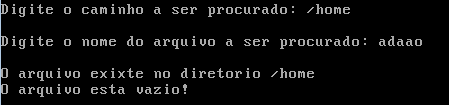 Digite o caminho a ser procurado: /home
Digite o nome do arquivo a ser procurado: adaao
O arquivo exixte no diretorio /home
O arquivo esta vazio!